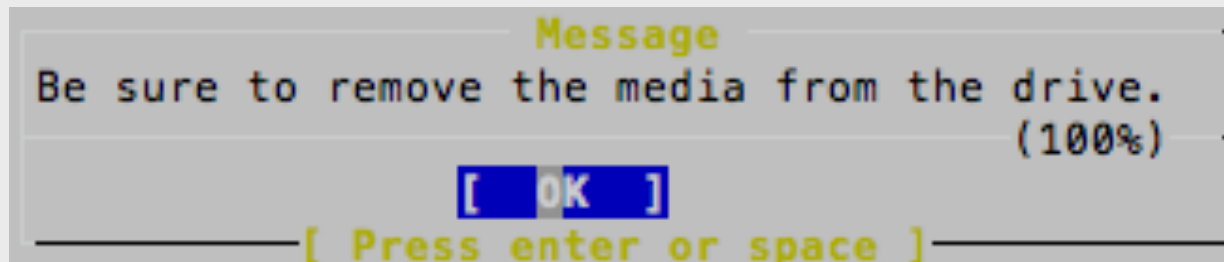 Message
Be sure to remove the media from the drive.
(100%)
[ OK ]
[ Press enter or space ]